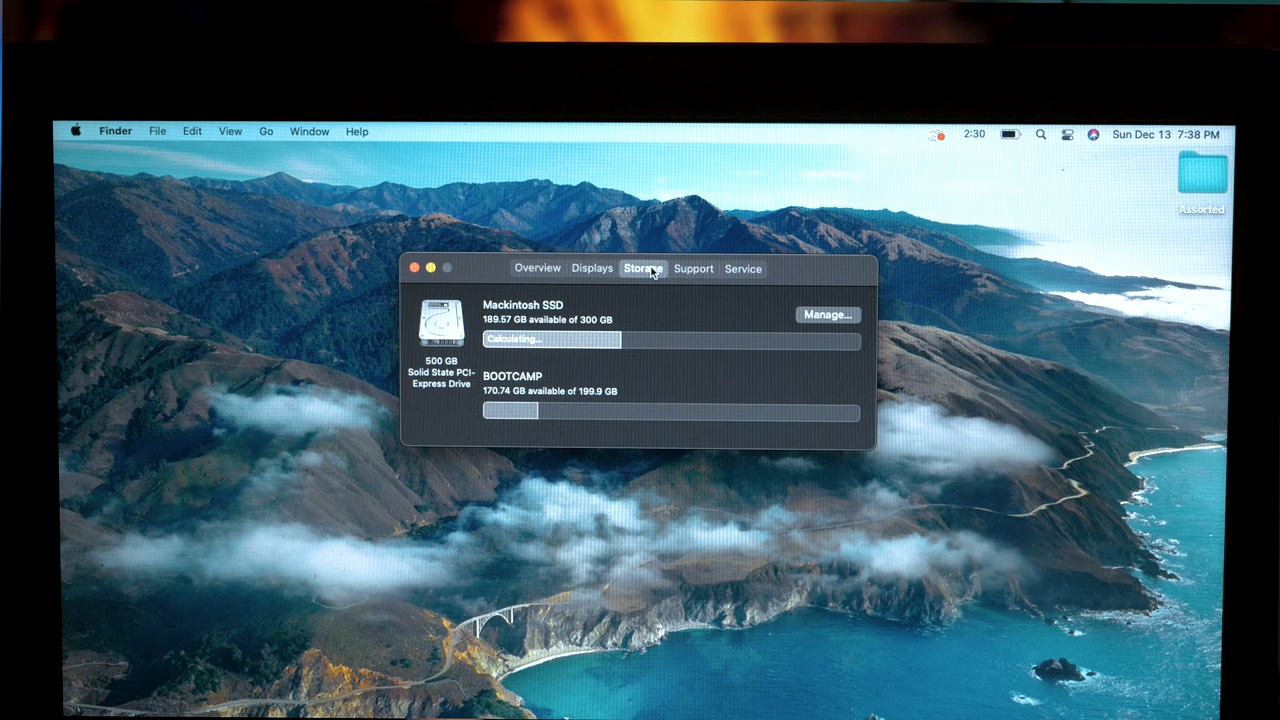 Finder File Edit View Go Window Help 2:30 Sun Dec 13 7:38 PM
Assorted
Overview Displays Storage Support Service
Mackintosh SSD
189.57 GB available of 300 GB
Manage...
Calculating...
500 GB
Solid State PCI-
Express Drive
BOOTCAMP
170.74 GB available of 199.9 GB